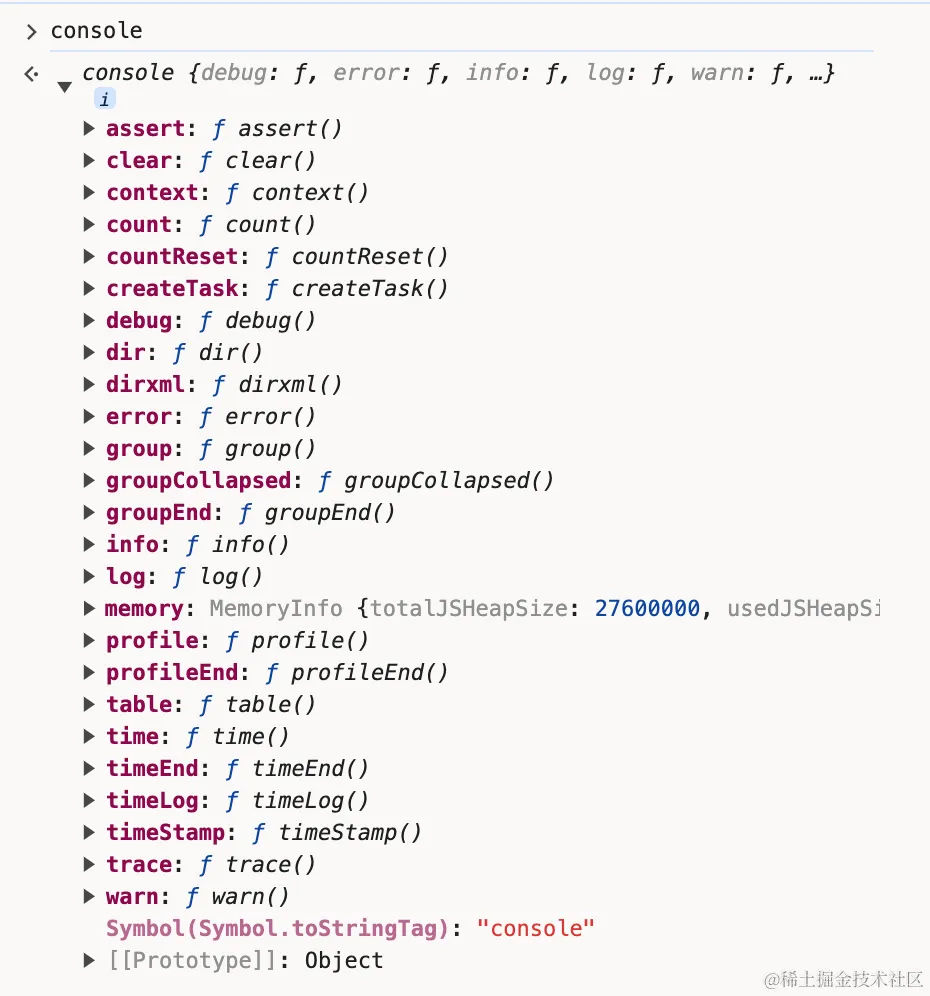 > console
console {debug: ƒ, error: ƒ, info: ƒ, log: ƒ, warn: ƒ, …}
i
assert: ƒ assert()
clear: ƒ clear()
context: ƒ context()
count: ƒ count()
countReset: ƒ countReset()
createTask: ƒ createTask()
debug: ƒ debug()
dir: ƒ dir()
dirxml: ƒ dirxml()
error: ƒ error()
group: ƒ group()
groupCollapsed: ƒ groupCollapsed()
groupEnd: ƒ groupEnd()
info: ƒ info()
log: ƒ log()
memory: MemoryInfo {totalJSHeapSize: 27600000, usedJSHeapSi
profile: ƒ profile()
profileEnd: ƒ profileEnd()
table: ƒ table()
time: ƒ time()
timeEnd: ƒ timeEnd()
timeLog: ƒ timeLog()
timeStamp: ƒ timeStamp()
trace: ƒ trace()
warn: ƒ warn()
Symbol(Symbol.toStringTag): "console"
[[Prototype]]: Object
@稀土掘金技术社区